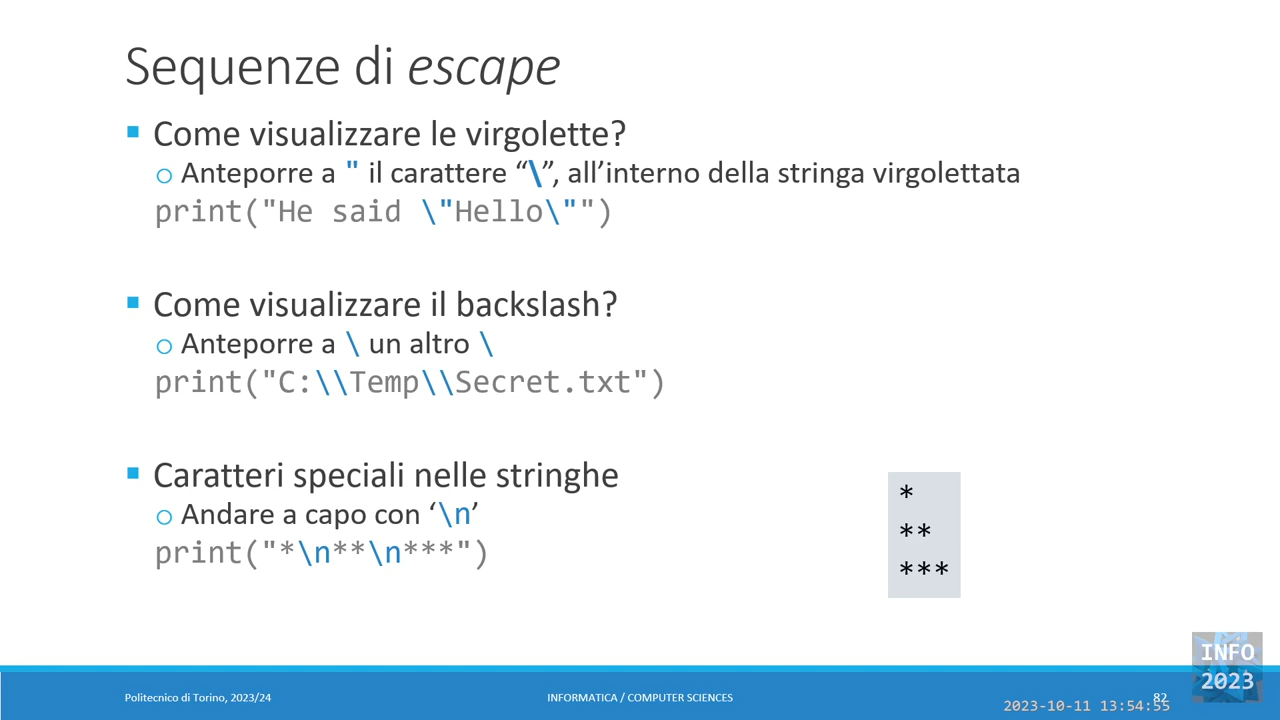 Sequenze di escape
▪ Come visualizzare le virgolette?
o Anteporre a " il carattere “\”, all’interno della stringa virgolettata
print("He said \"Hello\"")
▪ Come visualizzare il backslash?
o Anteporre a \ un altro \
print("C:\\Temp\\Secret.txt")
▪ Caratteri speciali nelle stringhe
o Andare a capo con ‘\n’
print("*\n**\n***")
*
**
***
INFO
2023
Politecnico di Torino, 2023/24
INFORMATICA / COMPUTER SCIENCES
82
2023-10-11 13:54:55